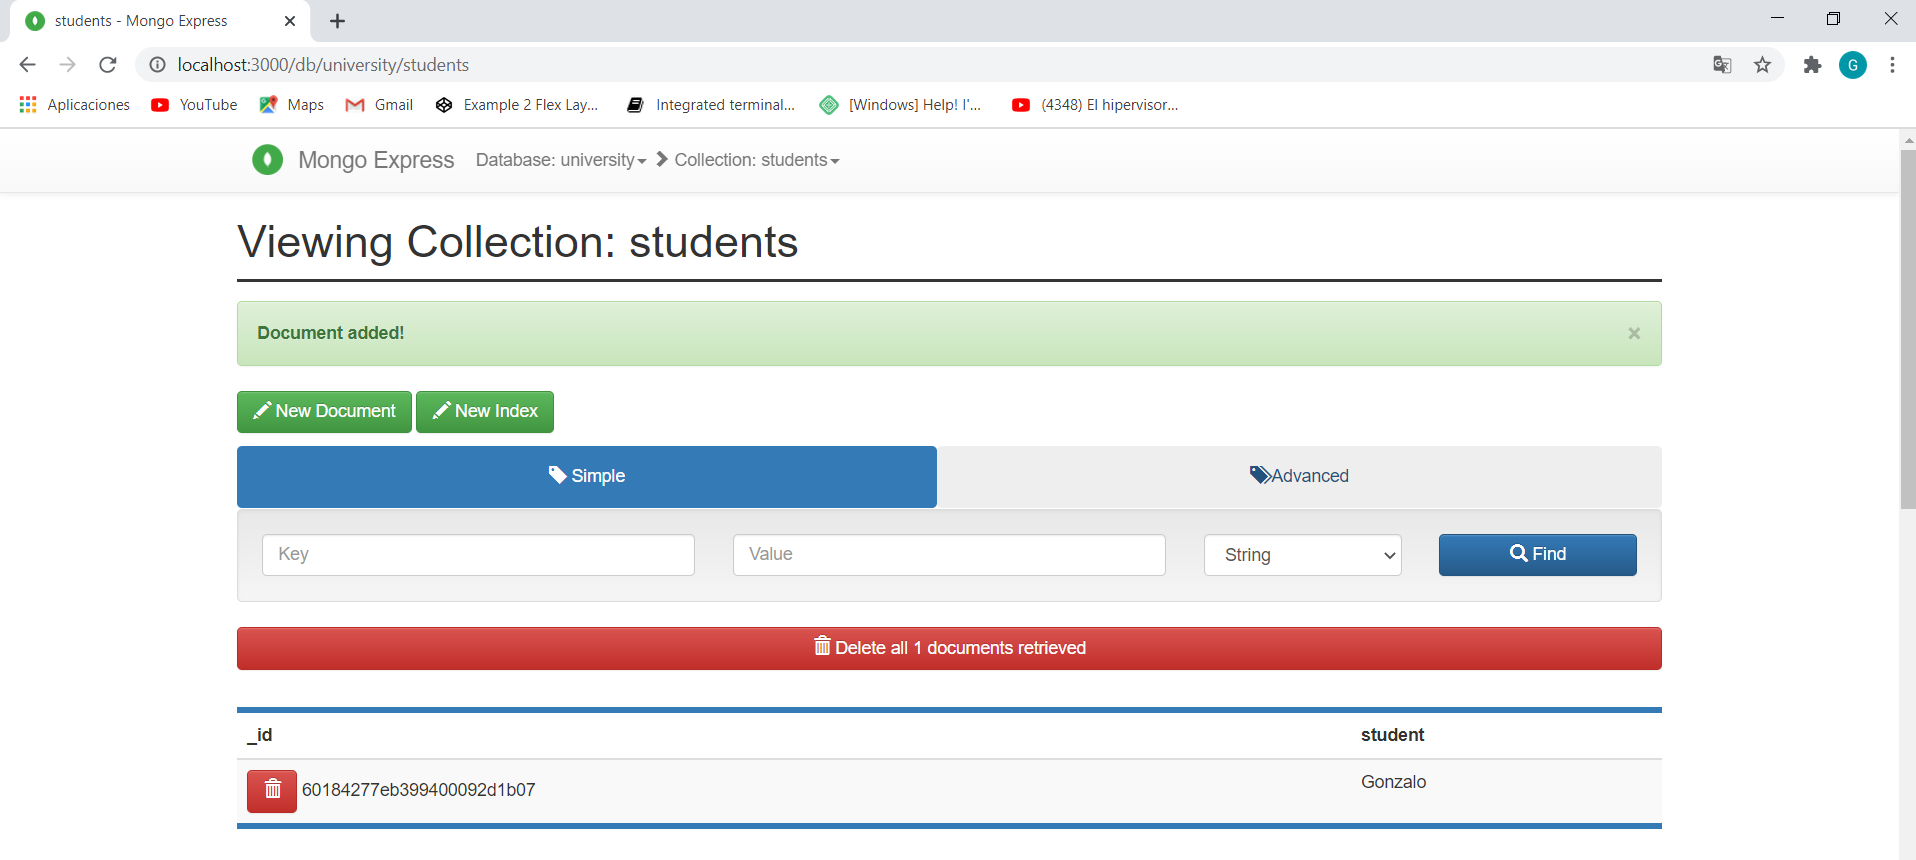 students - Mongo Express
localhost:3000/db/university/students
G
Aplicaciones YouTube Maps Gmail Example 2 Flex Lay... Integrated terminal... [Windows] Help! I'... (4348) El hipervisor...
Mongo Express Database: university Collection: students
Viewing Collection: students
Document added! ×
New Document New Index
Simple Advanced
Key Value String Find
Delete all 1 documents retrieved
_id student
60184277eb399400092d1b07 Gonzalo